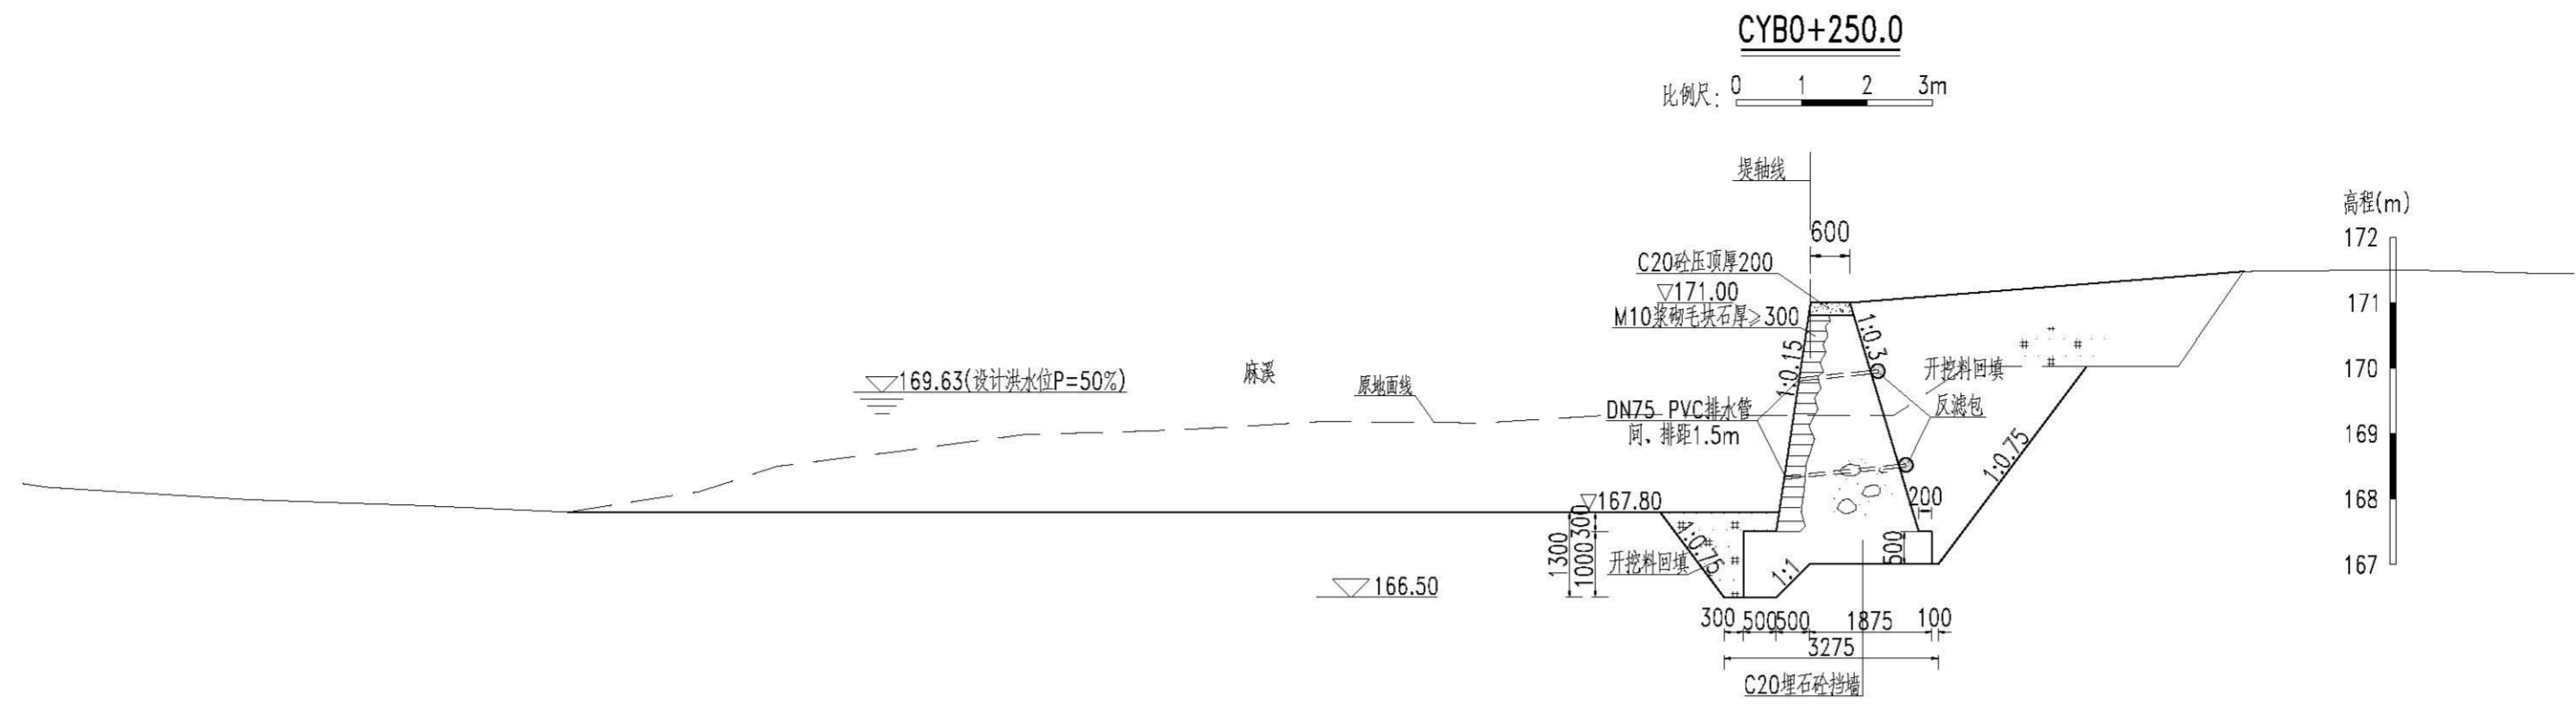 CYB0+250.0
比例尺: 0 1 2 3m
堤轴线
高程(m)
600
172
C20砼压顶厚200
▽171.00
171
M10浆砌毛块石厚≥300
1:0.15
1:0.3
170
169.63(设计洪水位P=50%)
麻溪
原地面线
开挖料回填
DN75 PVC排水管
间、排距1.5m
反滤包
169
1:0.75
▽167.80
200
168
300
1300
1000
1:0.75
500
开挖料回填
1:1
167
166.50
300 500 500 1875 100
3275
C20埋石砼挡墙